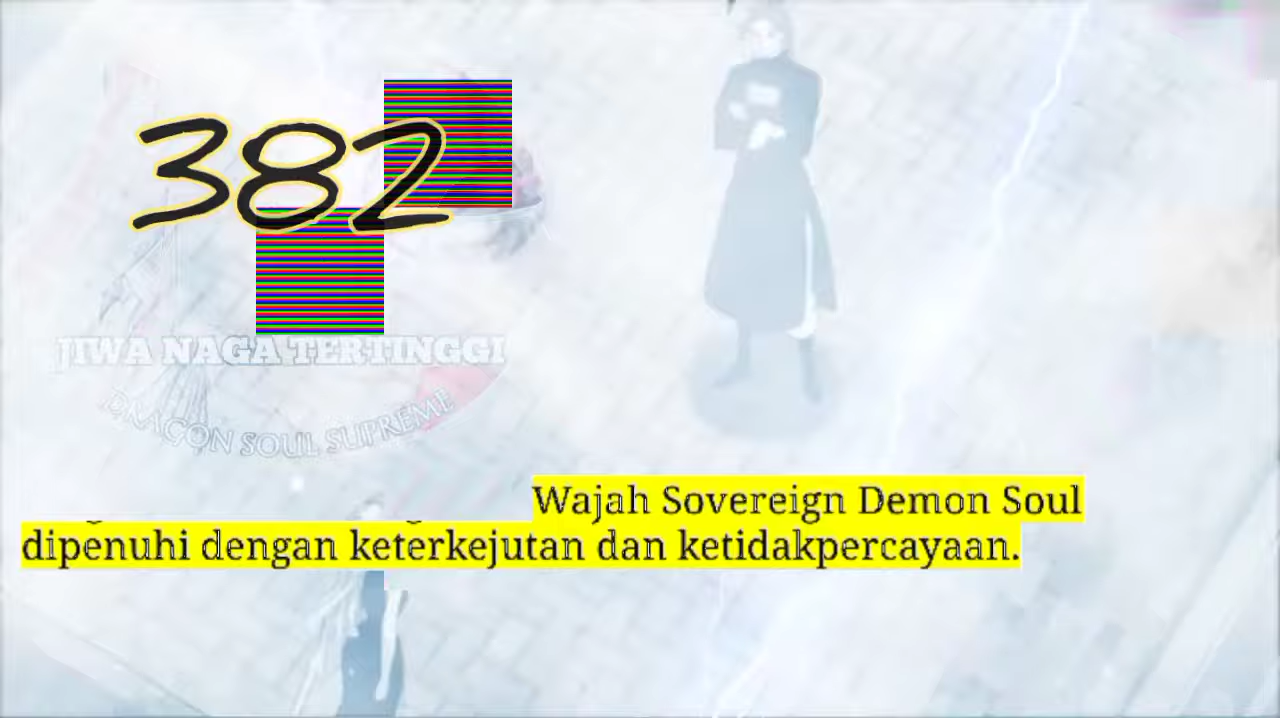 382
JIWA NAGA TERTINGGI
DRAGON SOUL SUPREME
Wajah Sovereign Demon Soul
dipenuhi dengan keterkejutan dan ketidakpercayaan.